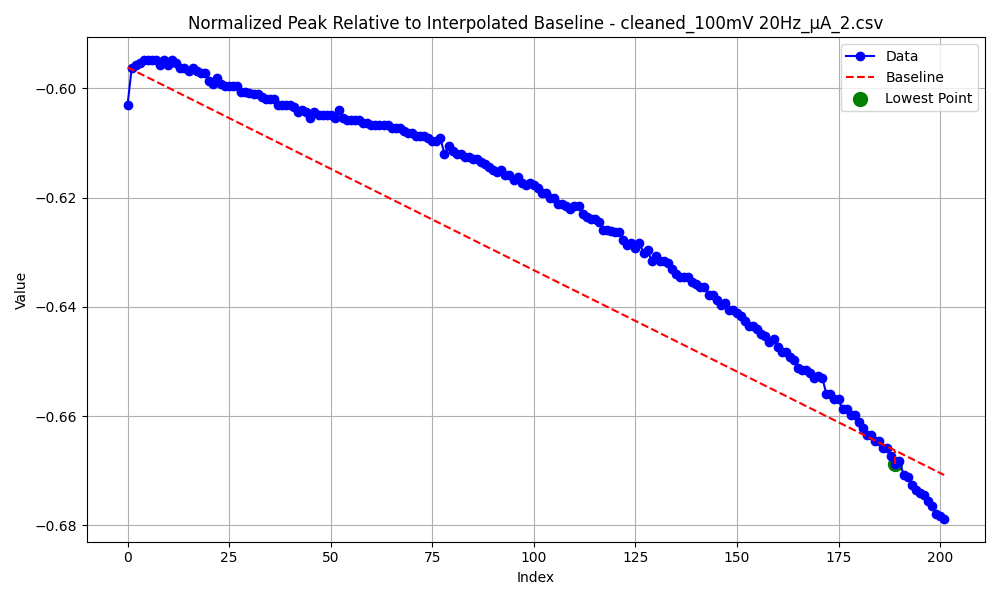 Normalized Peak Relative to Interpolated Baseline - cleaned_100mV 20Hz_μA_2.csv
Data
Baseline
Lowest Point
−0.60
−0.62
−0.64
−0.66
−0.68
Value
0
25
50
75
100
125
150
175
200
Index